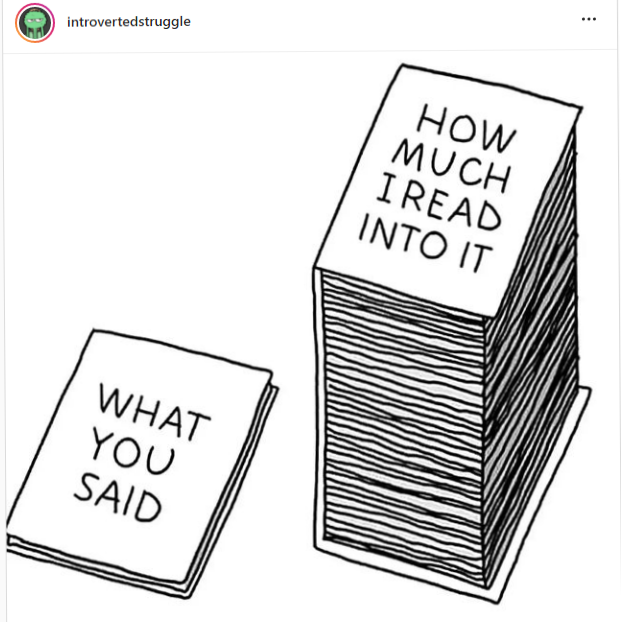 introvertedstruggle
WHAT
YOU
SAID
HOW
MUCH
I READ
INTO IT